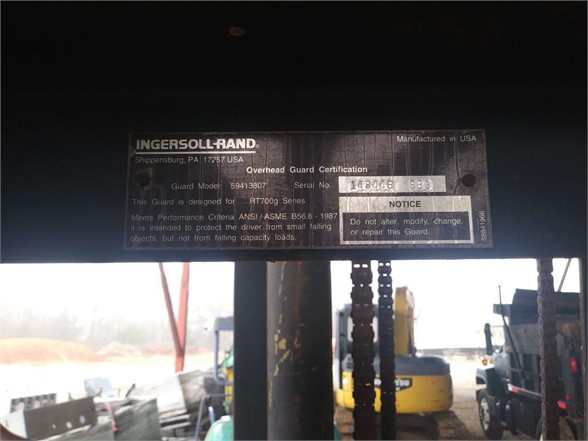 INGERSOLL-RAND® Manufactured in USA
Shippensburg, PA 17257 USA
Overhead Guard Certification
Guard Model: 59413807 Serial No.
This Guard is designed for RT700g Series
NOTICE
Meets Performance Criteria ANSI / ASME B56.6 - 1987
it is intended to protect the driver from small falling
objects, but not from falling capacity loads.
Do not alter, modify, change,
or repair this Guard.
58841966